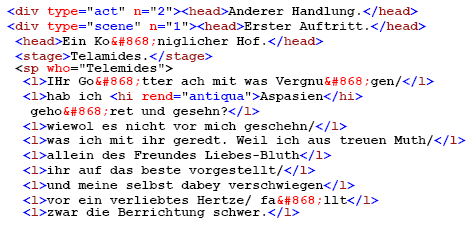 <div type="act" n="2"><head>Anderer Handlung.</head>
<div type="scene" n="1"><head>Erster Auftritt.</head>
<head>Ein Ko&#868;niglicher Hof.</head>
<stage>Telamides.</stage>
<sp who="Telemides">
<l>IHr Go&#868;tter ach mit was Vergnu&#868;gen/</l>
<l>hab ich <hi rend="antiqua">Aspasien</hi>
geho&#868;ret und gesehn?</l>
<l>wiewol es nicht vor mich geschehn/</l>
<l>was ich mit ihr geredt. Weil ich aus treuen Muth/</l>
<l>allein des Freundes Liebes-Bluth</l>
<l>ihr auf das beste vorgestellt/</l>
<l>und meine selbst dabey verschwiegen</l>
<l>vor ein verliebtes Hertze/ fa&#868;llt</l>
<l>zwar die Berrichtung schwer.</l>